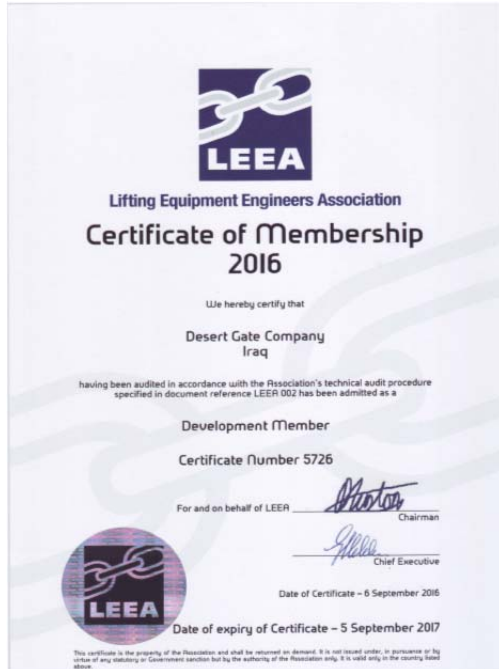 LEEA
Lifting Equipment Engineers Association
Certificate of Membership
2016
We hereby certify that
Desert Gate Company
Iraq
having been audited in accordance with the Association's technical audit procedure
specified in document reference LEEA 002 has been admitted as a
Development Member
Certificate Number 5726
For and on behalf of LEEA
Chairman
Chief Executive
LEEA
Date of Certificate – 6 September 2016
Date of expiry of Certificate – 5 September 2017
This certificate is the property of the Association and shall be returned on demand. It is not issued under, in pursuance or by
virtue of any statutory or Government sanction but by the authority of the Association only. It is valid only in the country listed
above.